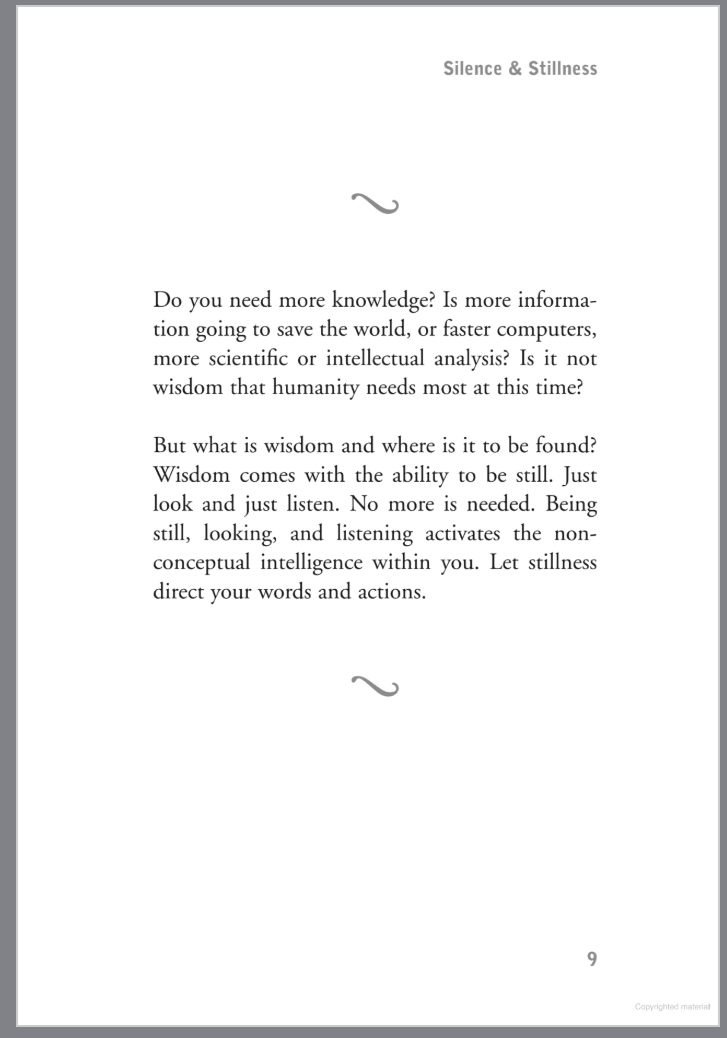 Silence & Stillness
Do you need more knowledge? Is more informa-
tion going to save the world, or faster computers,
more scientific or intellectual analysis? Is it not
wisdom that humanity needs most at this time?
But what is wisdom and where is it to be found?
Wisdom comes with the ability to be still. Just
look and just listen. No more is needed. Being
still, looking, and listening activates the non-
conceptual intelligence within you. Let stillness
direct your words and actions.
9
Copyrighted material